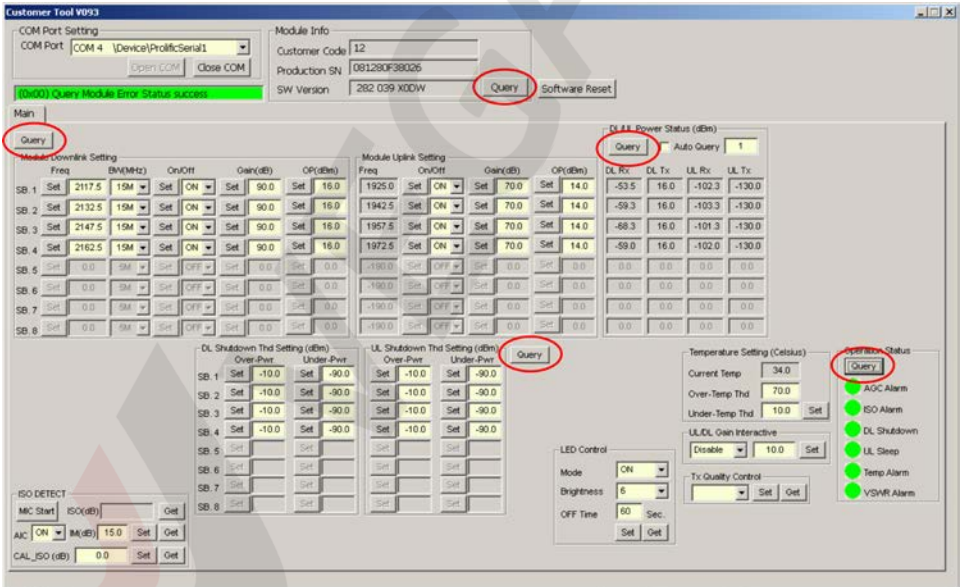 Customer Tool V093
COM Port Setting
COM Port COM 4 \Device\ProlificSerial1
Open COM Close COM
(0x00) Query Module Error Status success
Module Info
Customer Code 12
Production SN 081280F38026
SW Version 282 039 X0DW Query Software Reset
Main
Query
Module Downlink Setting
Freq BW(MHz) On/Off Gain(dB) OP(dBm)
SB. 1 Set 2117.5 15M Set ON Set 90.0 Set 16.0
SB. 2 Set 2132.5 15M Set ON Set 90.0 Set 16.0
SB. 3 Set 2147.5 15M Set ON Set 90.0 Set 16.0
SB. 4 Set 2162.5 15M Set ON Set 90.0 Set 16.0
SB. 5 Set 0.0 5M Set OFF Set 0.0 Set 0.0
SB. 6 Set 0.0 5M Set OFF Set 0.0 Set 0.0
SB. 7 Set 0.0 5M Set OFF Set 0.0 Set 0.0
SB. 8 Set 0.0 5M Set OFF Set 0.0 Set 0.0
Module Uplink Setting
Freq On/Off Gain(dB) OP(dBm)
1925.0 Set ON Set 70.0 Set 14.0
1942.5 Set ON Set 70.0 Set 14.0
1957.5 Set ON Set 70.0 Set 14.0
1972.5 Set ON Set 70.0 Set 14.0
-190.0 Set OFF Set 0.0 Set 0.0
-190.0 Set OFF Set 0.0 Set 0.0
-190.0 Set OFF Set 0.0 Set 0.0
-190.0 Set OFF Set 0.0 Set 0.0
DL/UL Power Status (dBm)
Query Auto Query 1
DL Rx DL Tx UL Rx UL Tx
-53.5 16.0 -102.3 -130.0
-59.3 16.0 -103.3 -130.0
-68.3 16.0 -101.3 -130.0
-59.0 16.0 -102.0 -130.0
0.0 0.0 0.0 0.0
0.0 0.0 0.0 0.0
0.0 0.0 0.0 0.0
0.0 0.0 0.0 0.0
DL Shutdown Thd Setting (dBm)
Over-Pwr Under-Pwr
SB. 1 Set -10.0 Set -90.0
SB. 2 Set -10.0 Set -90.0
SB. 3 Set -10.0 Set -90.0
SB. 4 Set -10.0 Set -90.0
SB. 5 Set Set
SB. 6 Set Set
SB. 7 Set Set
SB. 8 Set Set
UL Shutdown Thd Setting (dBm) Query
Over-Pwr Under-Pwr
Set -10.0 Set -90.0
Set -10.0 Set -90.0
Set -10.0 Set -90.0
Set -10.0 Set -90.0
Set Set
Set Set
Set Set
Set Set
ISO DETECT
MIC Start ISO(dB) Get
AIC ON IM(dB) 15.0 Set Get
CAL_ISO (dB) 0.0 Set Get
LED Control
Mode ON
Brightness 6
OFF Time 60 Sec.
Set Get
Temperature Setting (Celsius)
Current Temp 34.0
Over-Temp Thd 70.0
Under-Temp Thd 10.0 Set
UL/DL Gain Interactive
Disable 10.0 Set
Tx Quality Control
Set Get
Operation Status
Query
AGC Alarm
ISO Alarm
DL Shutdown
UL Sleep
Temp Alarm
VSWR Alarm